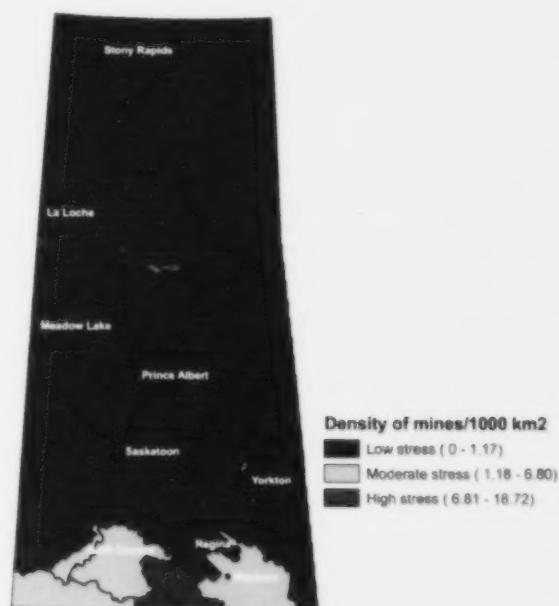 Stony Rapids
La Loche
Meadow Lake
Prince Albert
Saskatoon
Yorkton
Regina
Density of mines/1000 km2
Low stress ( 0 - 1.17)
Moderate stress ( 1.18 - 6.80)
High stress ( 6.81 - 18.72)